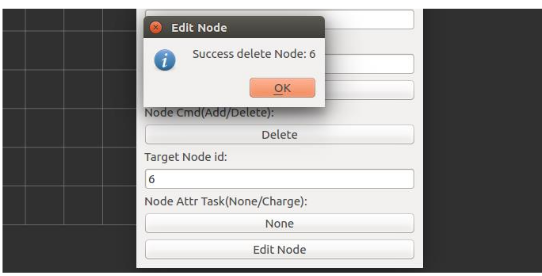 Edit Node
Success delete Node: 6
OK
Node Cmd(Add/Delete):
Delete
Target Node id:
6
Node Attr Task(None/Charge):
None
Edit Node